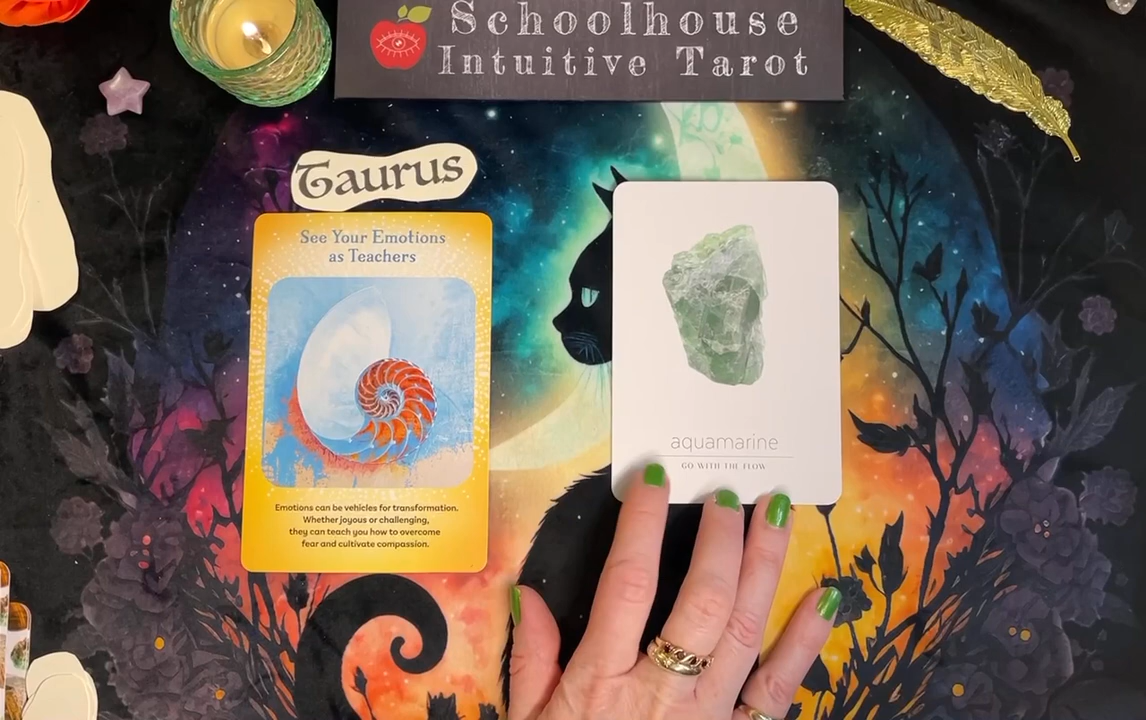 Schoolhouse
Intuitive Tarot
Taurus
See Your Emotions
as Teachers
Emotions can be vehicles for transformation.
Whether joyous or challenging,
they can teach you how to overcome
fear and cultivate compassion.
aquamarine
GO WITH THE FLOW